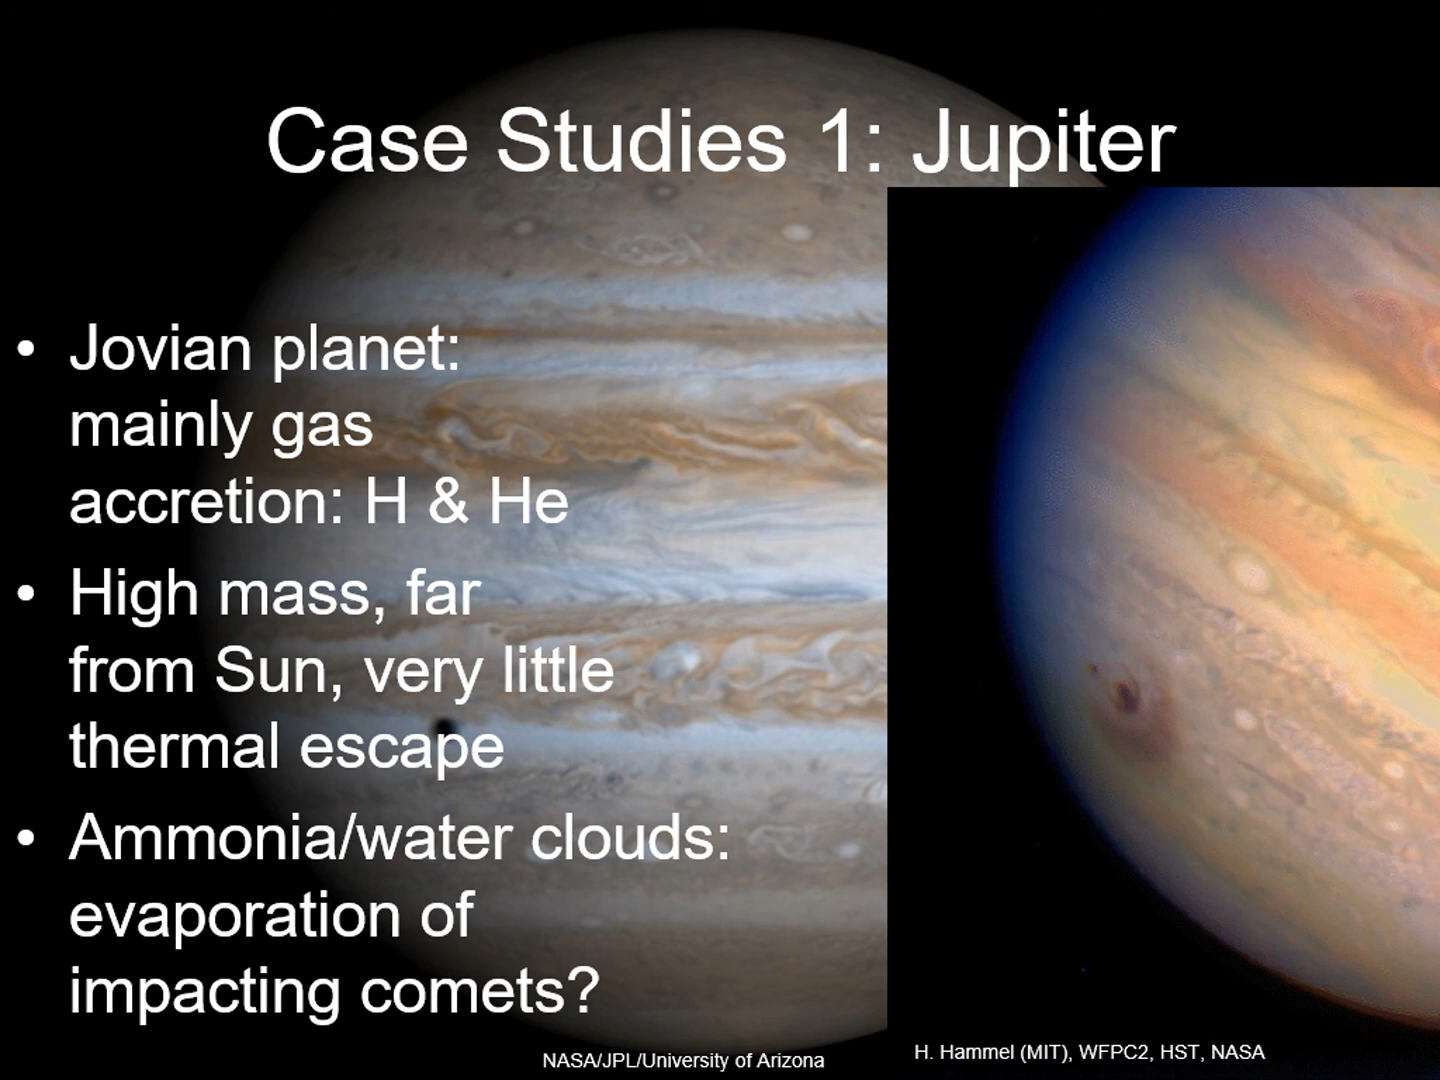 Case Studies 1: Jupiter
• Jovian planet:
mainly gas
accretion: H & He
• High mass, far
from Sun, very little
thermal escape
• Ammonia/water clouds:
evaporation of
impacting comets?
NASA/JPL/University of Arizona
H. Hammel (MIT), WFPC2, HST, NASA